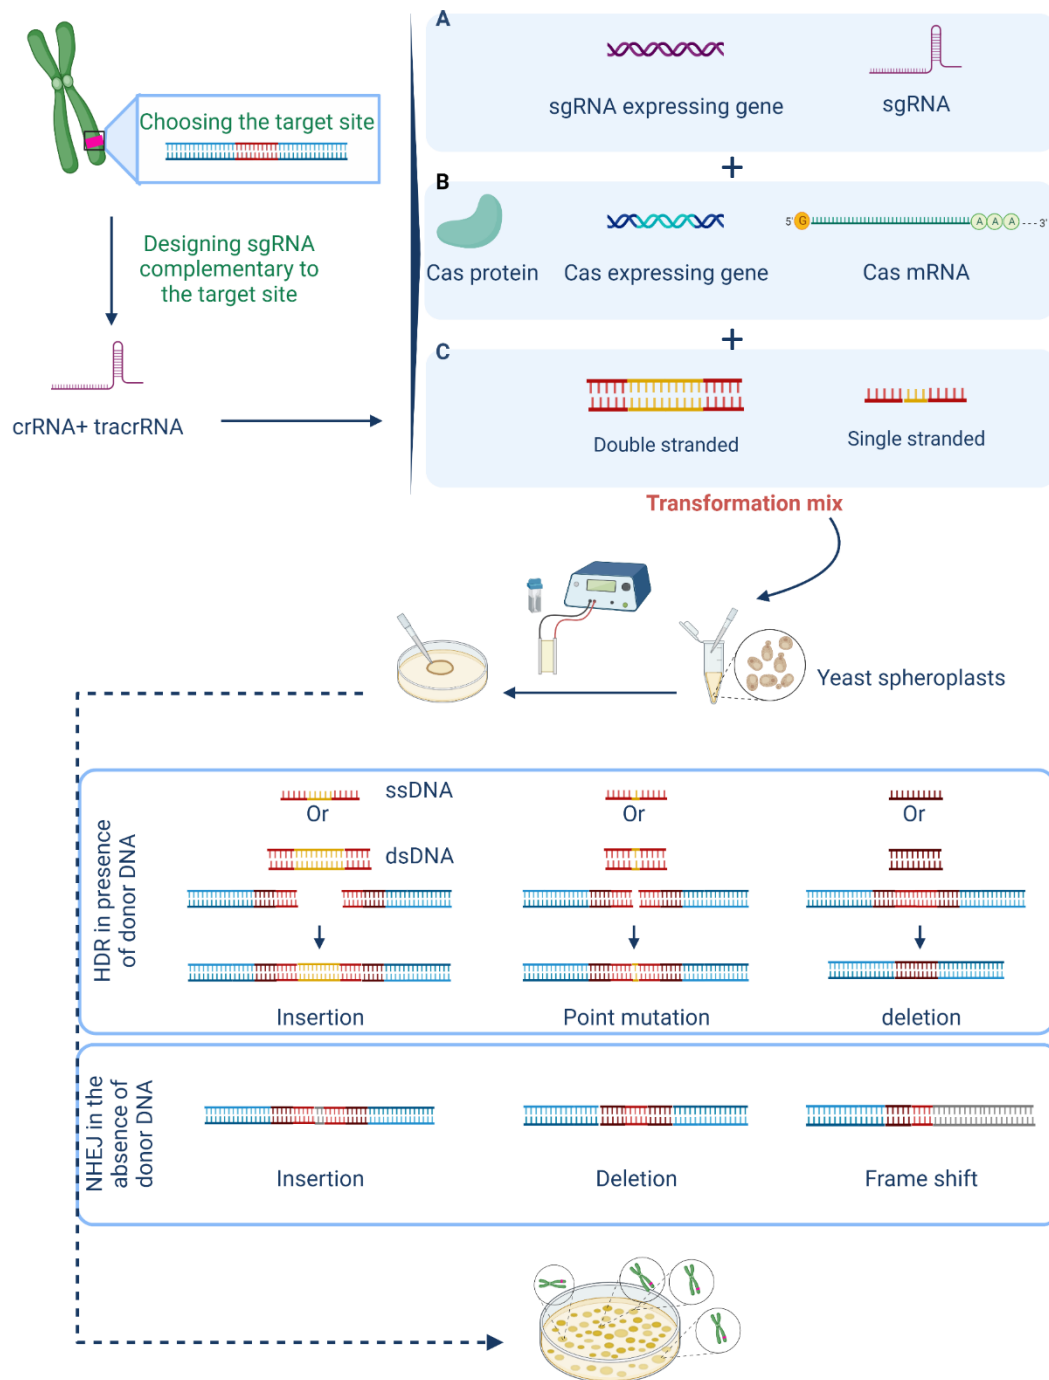 A
Choosing the target site
sgRNA expressing gene
sgRNA
+
B
Designing sgRNA
complementary to
the target site
Cas protein
Cas expressing gene
5' G A A A 3'
Cas mRNA
+
C
crRNA+ tracrRNA
Double stranded
Single stranded
Transformation mix
Yeast spheroplasts
HDR in presence
of donor DNA
ssDNA
Or
dsDNA
Or
Or
Insertion
Point mutation
deletion
NHEJ in the
absence of
donor DNA
Insertion
Deletion
Frame shift